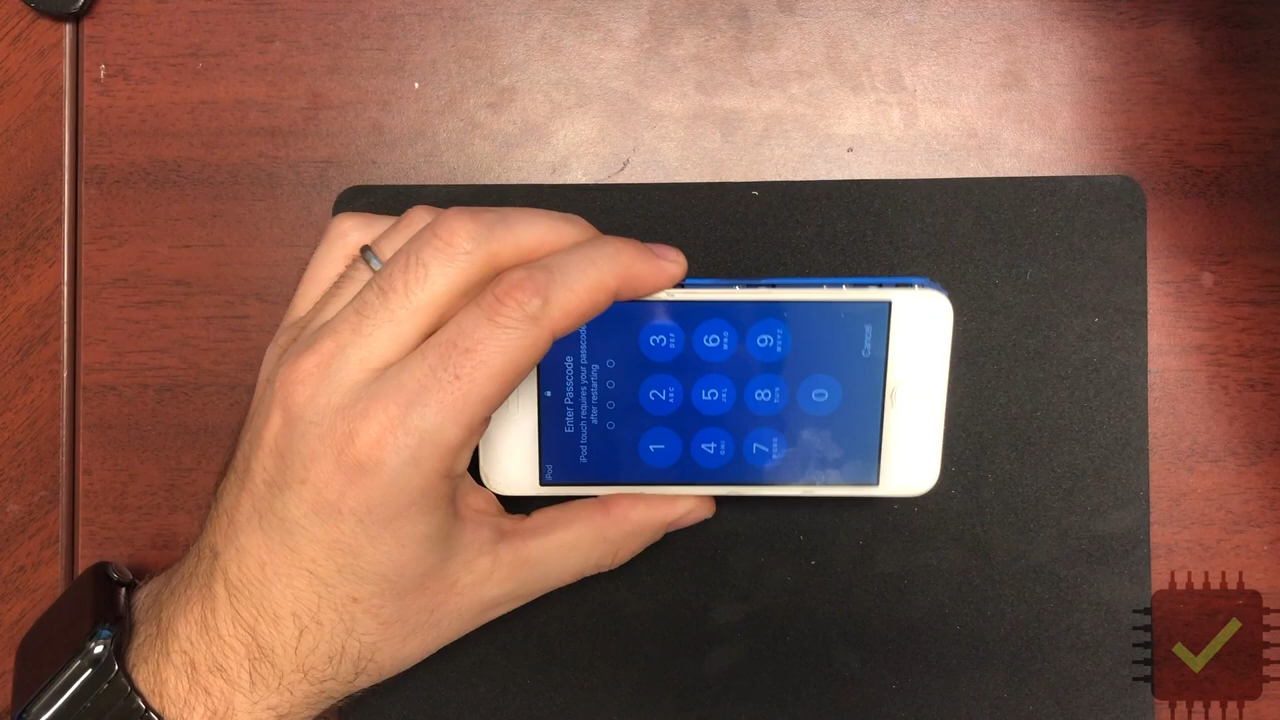 iPod
Enter Passcode
iPod touch requires your passcode
after restarting
1
2
ABC
3
DEF
4
GHI
5
JKL
6
MNO
7
PQRS
8
TUV
9
WXYZ
0
Cancel